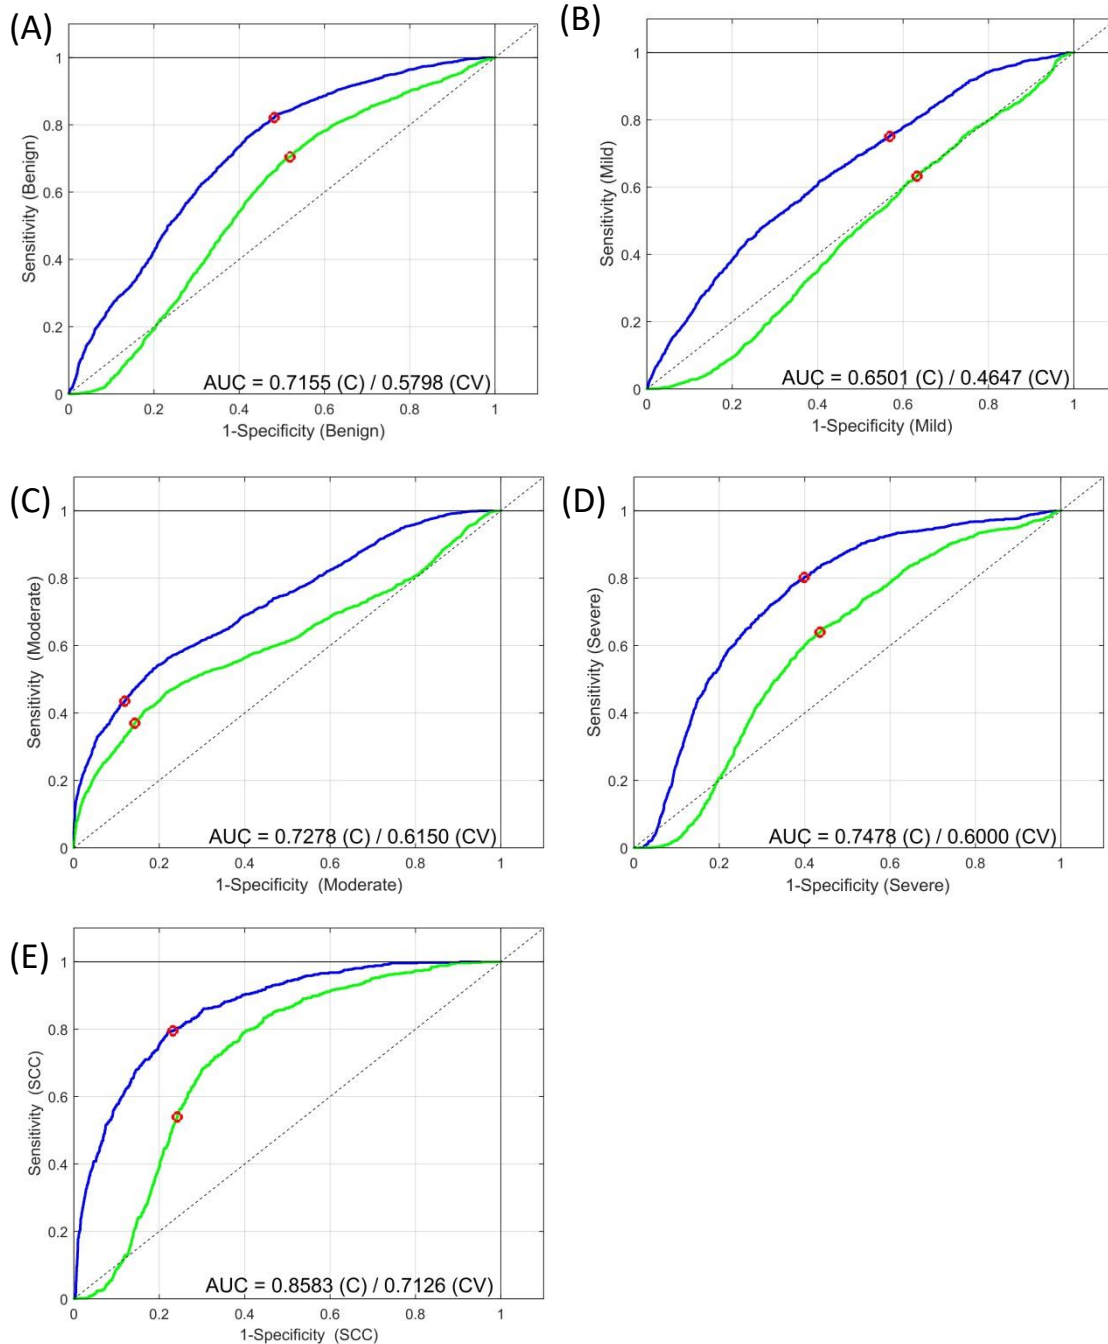 (A)
1
0.8
0.6
0.4
0.2
0
Sensitivity (Benign)
AUC = 0.7155 (C) / 0.5798 (CV)
0 0.2 0.4 0.6 0.8 1
1-Specificity (Benign)
(B)
1
0.8
0.6
0.4
0.2
0
Sensitivity (Mild)
AUC = 0.6501 (C) / 0.4647 (CV)
0 0.2 0.4 0.6 0.8 1
1-Specificity (Mild)
(C)
1
0.8
0.6
0.4
0.2
0
Sensitivity (Moderate)
AUC = 0.7278 (C) / 0.6150 (CV)
0 0.2 0.4 0.6 0.8 1
1-Specificity (Moderate)
(D)
1
0.8
0.6
0.4
0.2
0
Sensitivity (Severe)
AUC = 0.7478 (C) / 0.6000 (CV)
0 0.2 0.4 0.6 0.8 1
1-Specificity (Severe)
(E)
1
0.8
0.6
0.4
0.2
0
Sensitivity (SCC)
AUC = 0.8583 (C) / 0.7126 (CV)
0 0.2 0.4 0.6 0.8 1
1-Specificity (SCC)